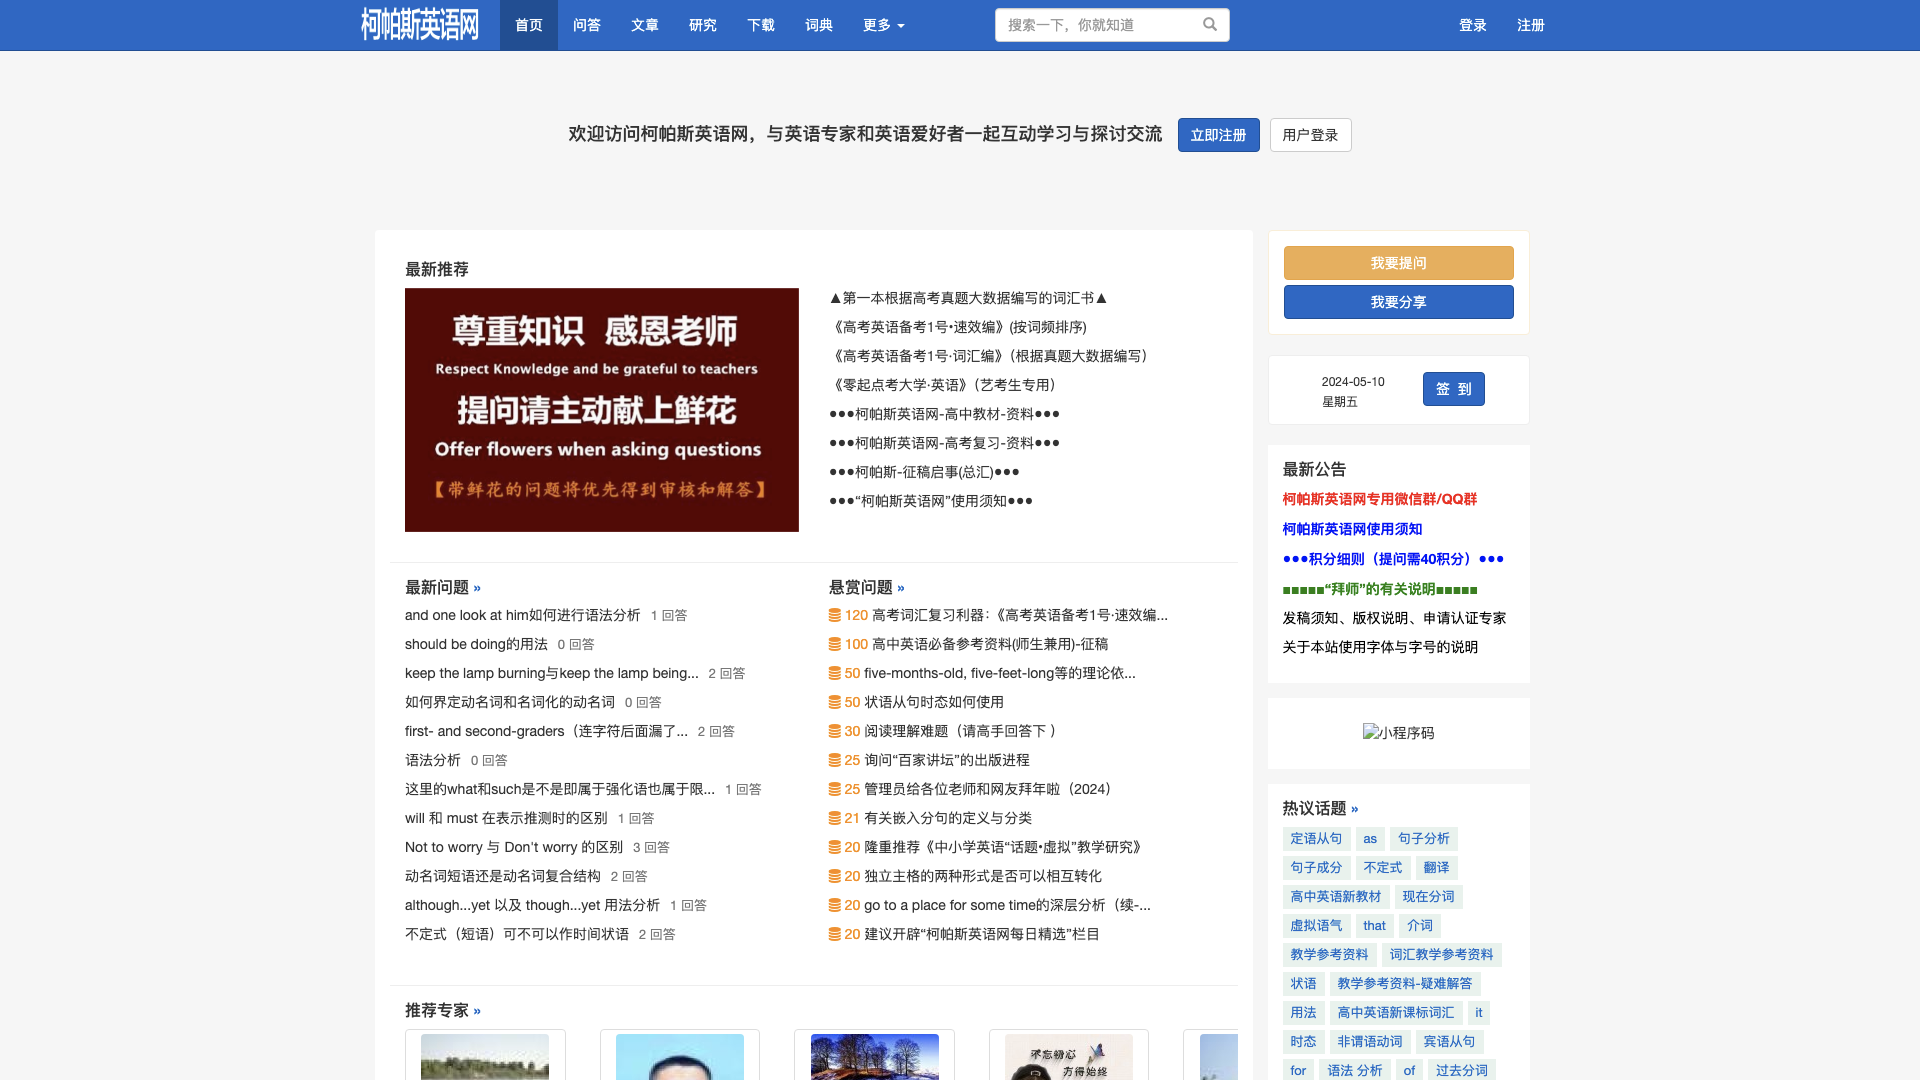 柯帕斯英语网
首页 问答 文章 研究 下载 词典 更多
搜索一下，你就知道
登录 注册
欢迎访问柯帕斯英语网，与英语专家和英语爱好者一起互动学习与探讨交流 立即注册 用户登录
最新推荐
尊重知识 感恩老师
Respect Knowledge and be grateful to teachers
提问请主动献上鲜花
Offer flowers when asking questions
【带鲜花的问题将优先得到审核和解答】
▲第一本根据高考真题大数据编写的词汇书▲
《高考英语备考1号•速效编》(按词频排序)
《高考英语备考1号·词汇编》（根据真题大数据编写）
《零起点考大学·英语》（艺考生专用）
●●●柯帕斯英语网-高中教材-资料●●●
●●●柯帕斯英语网-高考复习-资料●●●
●●●柯帕斯-征稿启事(总汇)●●●
●●●“柯帕斯英语网”使用须知●●●
最新问题 »
and one look at him如何进行语法分析 1 回答
should be doing的用法 0 回答
keep the lamp burning与keep the lamp being... 2 回答
如何界定动名词和名词化的动名词 0 回答
first- and second-graders（连字符后面漏了... 2 回答
语法分析 0 回答
这里的what和such是不是即属于强化语也属于限... 1 回答
will 和 must 在表示推测时的区别 1 回答
Not to worry 与 Don't worry 的区别 3 回答
动名词短语还是动名词复合结构 2 回答
although...yet 以及 though...yet 用法分析 1 回答
不定式（短语）可不可以作时间状语 2 回答
悬赏问题 »
120 高考词汇复习利器：《高考英语备考1号·速效编...
100 高中英语必备参考资料(师生兼用)-征稿
50 five-months-old, five-feet-long等的理论依...
50 状语从句时态如何使用
30 阅读理解难题（请高手回答下 ）
25 询问“百家讲坛”的出版进程
25 管理员给各位老师和网友拜年啦（2024）
21 有关嵌入分句的定义与分类
20 隆重推荐《中小学英语“话题•虚拟”教学研究》
20 独立主格的两种形式是否可以相互转化
20 go to a place for some time的深层分析（续-...
20 建议开辟“柯帕斯英语网每日精选”栏目
推荐专家 »
不忘初心
方得始终
我要提问
我要分享
2024-05-10
星期五
签 到
最新公告
柯帕斯英语网专用微信群/QQ群
柯帕斯英语网使用须知
●●●积分细则（提问需40积分）●●●
■■■■■“拜师”的有关说明■■■■■
发稿须知、版权说明、申请认证专家
关于本站使用字体与字号的说明
小程序码
热议话题 »
定语从句 as 句子分析
句子成分 不定式 翻译
高中英语新教材 现在分词
虚拟语气 that 介词
教学参考资料 词汇教学参考资料
状语 教学参考资料-疑难解答
用法 高中英语新课标词汇 it
时态 非谓语动词 宾语从句
for 语法 分析 of 过去分词